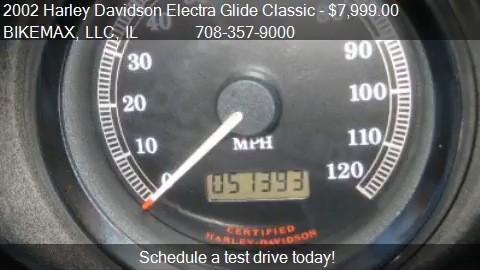 2002 Harley Davidson Electra Glide Classic - $7,999.00
BIKEMAX, LLC, IL 708-357-9000
30 90
20 100
10 110
0 MPH 120
051393
CERTIFIED
HARLEY-DAVIDSON
Schedule a test drive today!